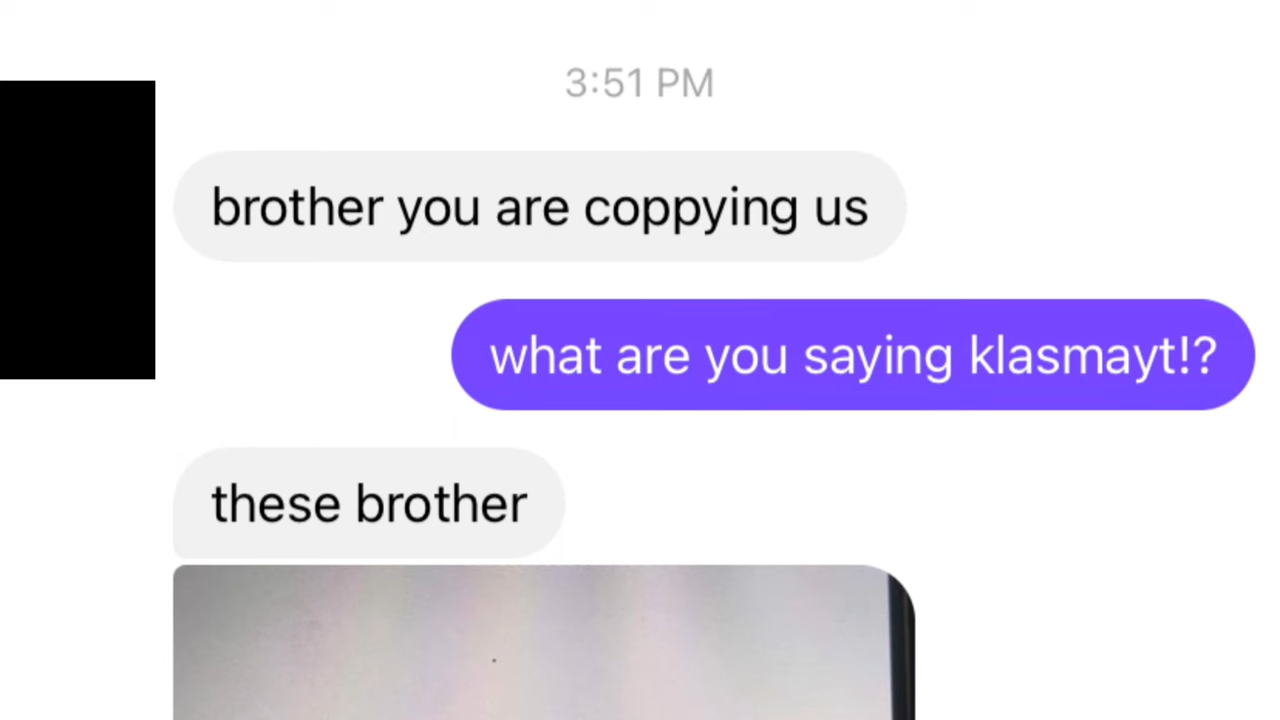 3:51 PM
brother you are coppying us
what are you saying klasmayt!?
these brother